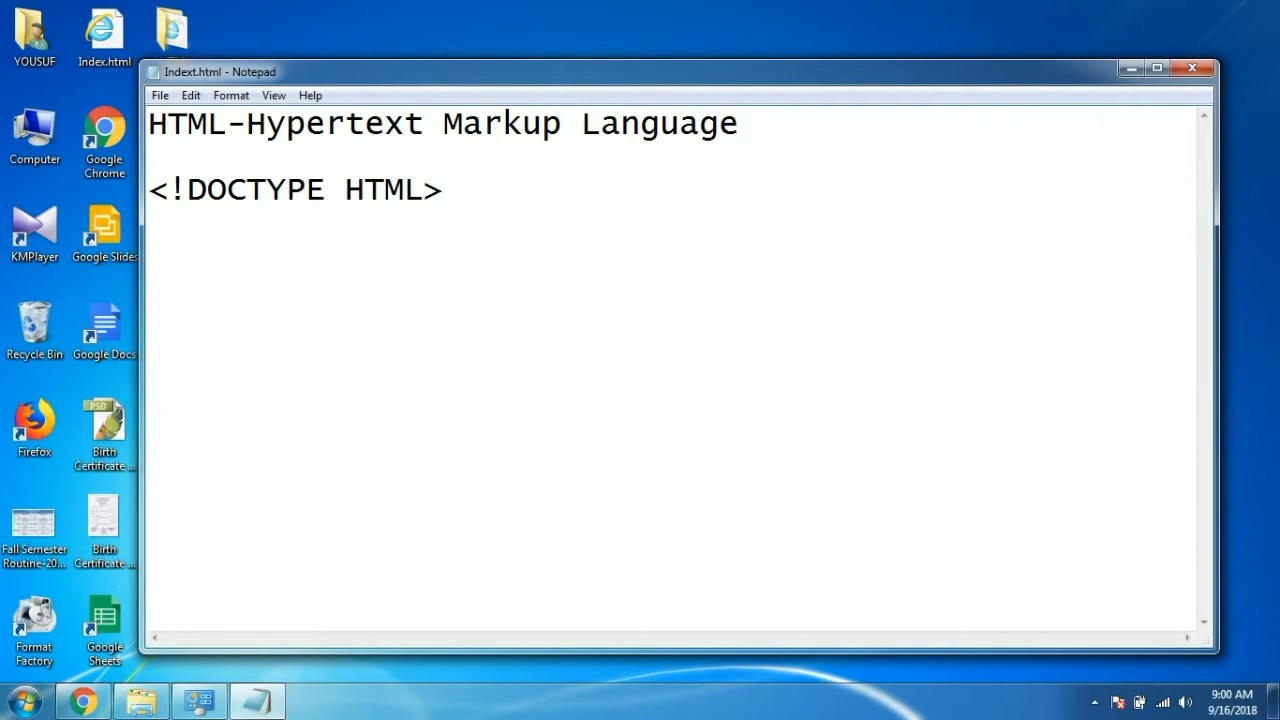 YOUSUF
Index.html
Indext.html - Notepad
File Edit Format View Help
HTML-Hypertext Markup Language
<!DOCTYPE HTML>
Computer
Google
Chrome
KMPlayer
Google Slides
Recycle Bin
Google Docs
Firefox
PSD
Birth
Certificate ...
Fall Semester
Routine-20...
Birth
Certificate ...
Format
Factory
Google
Sheets
9:00 AM
9/16/2018